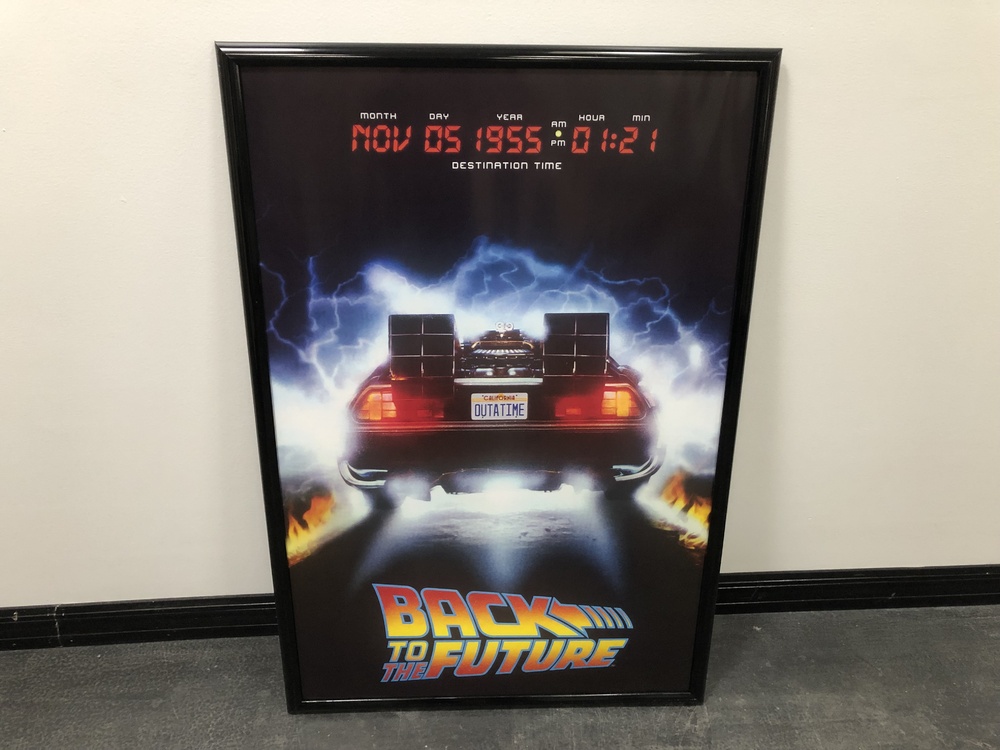 MONTH DAY YEAR AM HOUR MIN
NOV 05 1955 PM 01:21
DESTINATION TIME
CALIFORNIA
OUTATIME
BACK
TO THE FUTURE